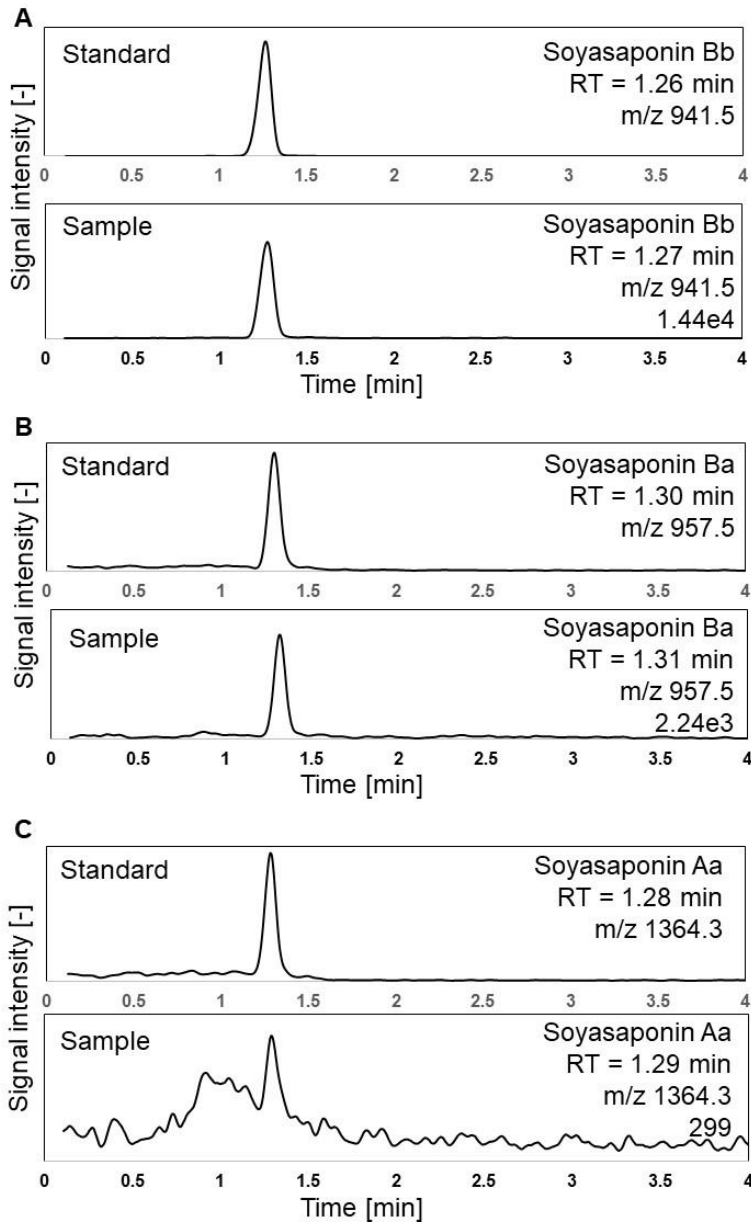 A
Signal intensity [-]
Standard
Soyasaponin Bb
RT = 1.26 min
m/z 941.5
0 0.5 1 1.5 2 2.5 3 3.5 4
Sample
Soyasaponin Bb
RT = 1.27 min
m/z 941.5
1.44e4
0 0.5 1 1.5 2 2.5 3 3.5 4
Time [min]
B
Signal intensity [-]
Standard
Soyasaponin Ba
RT = 1.30 min
m/z 957.5
0 0.5 1 1.5 2 2.5 3 3.5 4
Sample
Soyasaponin Ba
RT = 1.31 min
m/z 957.5
2.24e3
0 0.5 1 1.5 2 2.5 3 3.5 4
Time [min]
C
Signal intensity [-]
Standard
Soyasaponin Aa
RT = 1.28 min
m/z 1364.3
0 0.5 1 1.5 2 2.5 3 3.5 4
Sample
Soyasaponin Aa
RT = 1.29 min
m/z 1364.3
299
0 0.5 1 1.5 2 2.5 3 3.5 4
Time [min]